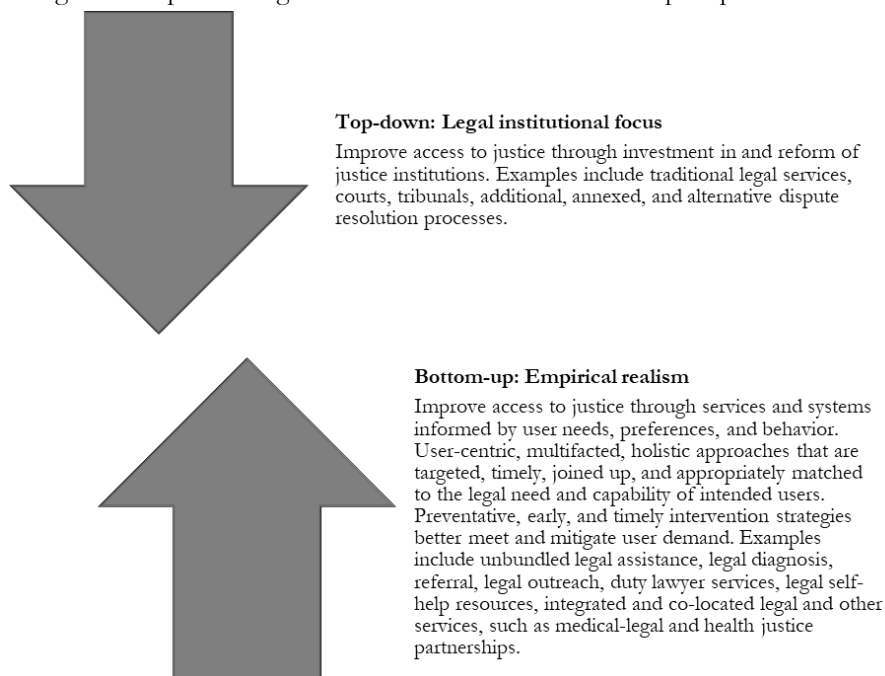 Top-down: Legal institutional focus
Improve access to justice through investment in and reform of
justice institutions. Examples include traditional legal services,
courts, tribunals, additional, annexed, and alternative dispute
resolution processes.
Bottom-up: Empirical realism
Improve access to justice through services and systems
informed by user needs, preferences, and behavior.
User-centric, multifacted, holistic approaches that are
targeted, timely, joined up, and appropriately matched
to the legal need and capability of intended users.
Preventative, early, and timely intervention strategies
better meet and mitigate user demand. Examples
include unbundled legal assistance, legal diagnosis,
referral, legal outreach, duty lawyer services, legal self-
help resources, integrated and co-located legal and other
services, such as medical-legal and health justice
partnerships.